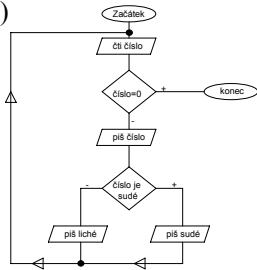 )
Začátek
čti číslo
číslo=0
+
konec
-
piš číslo
číslo je
sudé
-
+
piš liché
piš sudé